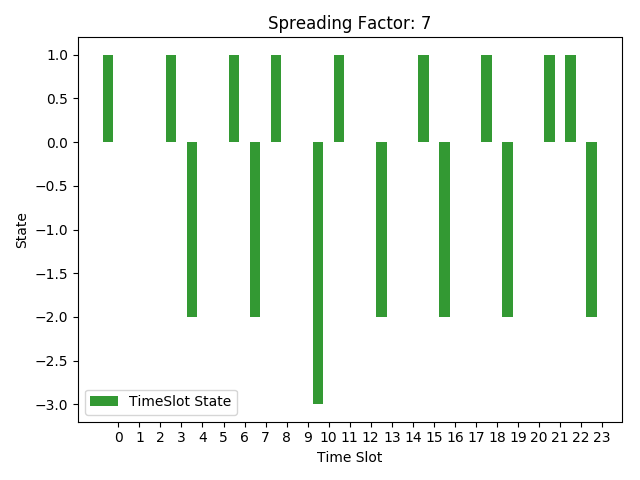 Spreading Factor: 7
1.0
0.5
0.0
−0.5
−1.0
−1.5
−2.0
−2.5
−3.0
State
TimeSlot State
0 1 2 3 4 5 6 7 8 9 10 11 12 13 14 15 16 17 18 19 20 21 22 23
Time Slot